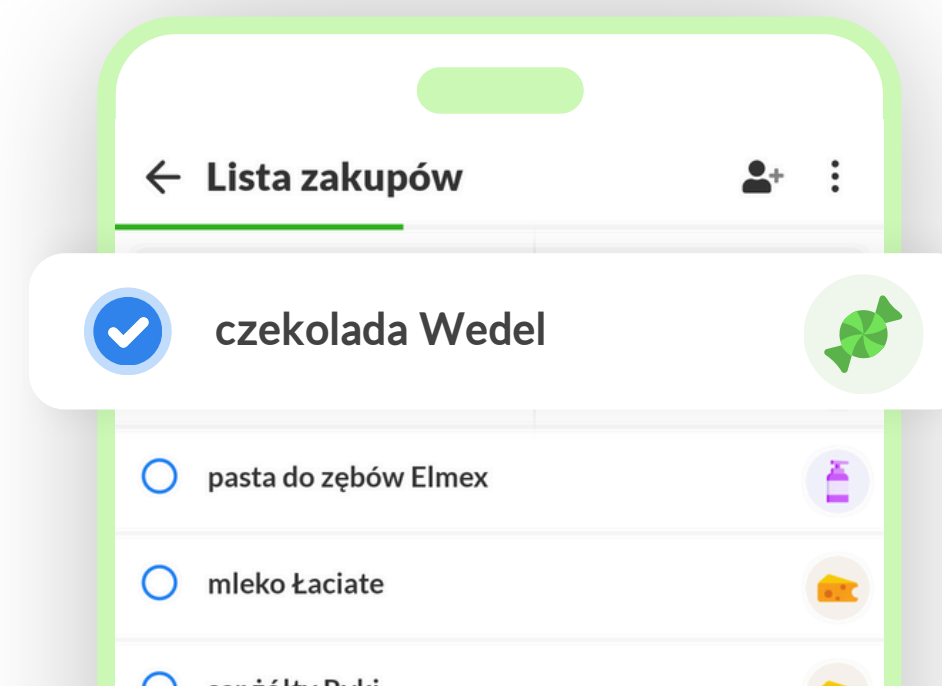 Lista zakupów
czekolada Wedel
pasta do zębów Elmex
mleko Łaciate